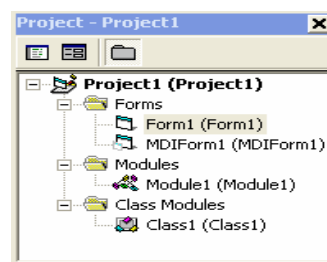 Project - Project1
Project1 (Project1)
Forms
Form1 (Form1)
MDIForm1 (MDIForm1)
Modules
Module1 (Module1)
Class Modules
Class1 (Class1)